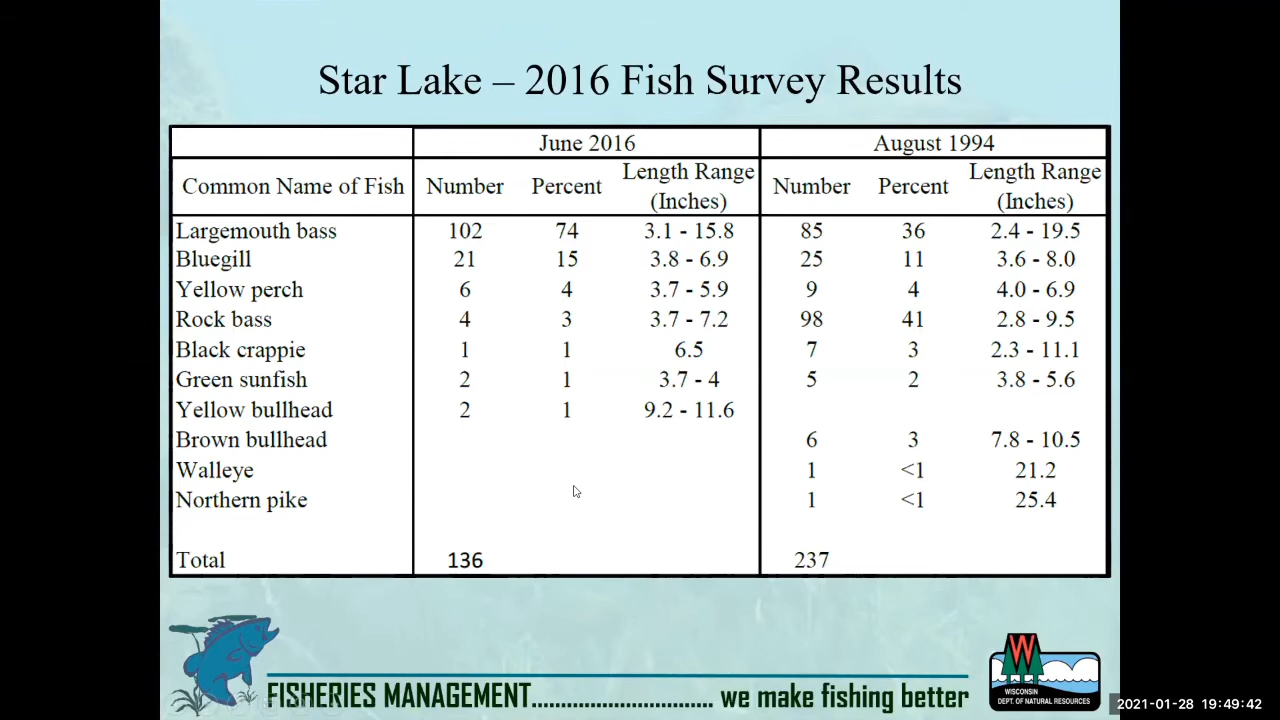 Star Lake – 2016 Fish Survey Results
June 2016 August 1994
Common Name of Fish Number Percent Length Range (Inches) Number Percent Length Range (Inches)
Largemouth bass 102 74 3.1 - 15.8 85 36 2.4 - 19.5
Bluegill 21 15 3.8 - 6.9 25 11 3.6 - 8.0
Yellow perch 6 4 3.7 - 5.9 9 4 4.0 - 6.9
Rock bass 4 3 3.7 - 7.2 98 41 2.8 - 9.5
Black crappie 1 1 6.5 7 3 2.3 - 11.1
Green sunfish 2 1 3.7 - 4 5 2 3.8 - 5.6
Yellow bullhead 2 1 9.2 - 11.6
Brown bullhead 6 3 7.8 - 10.5
Walleye 1 <1 21.2
Northern pike 1 <1 25.4
Total 136 237
FISHERIES MANAGEMENT............................... we make fishing better
W
WISCONSIN
DEPT. OF NATURAL RESOURCES
2021-01-28 19:49:42